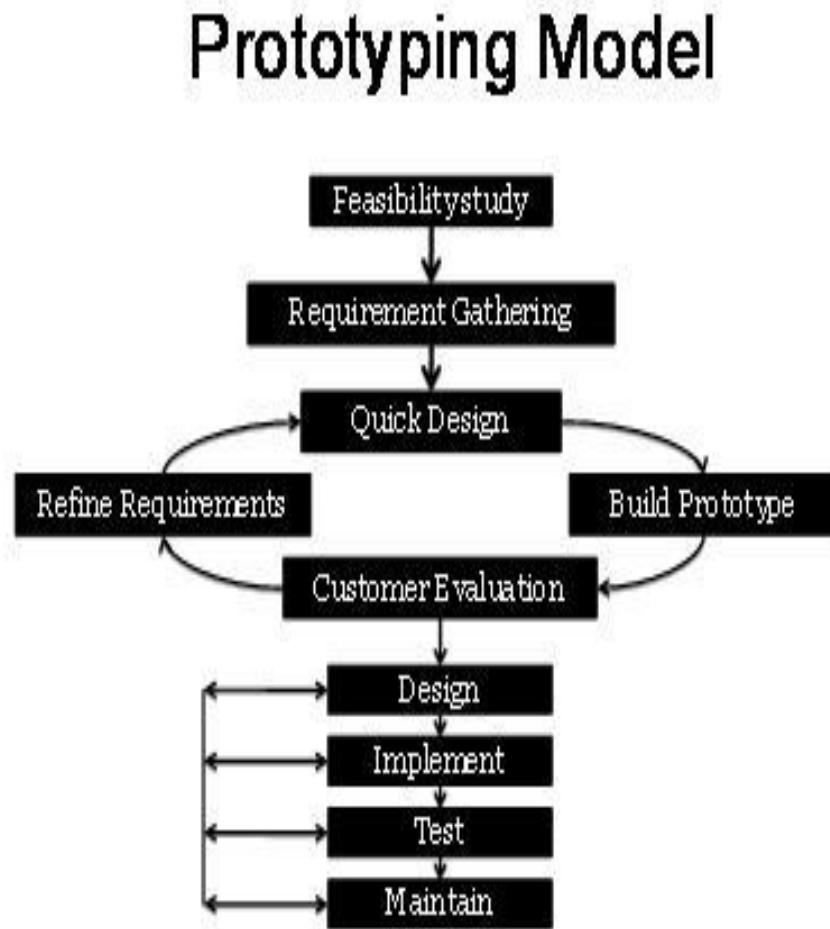 Prototyping Model
Feasibilitystudy
Requirement Gathering
Quick Design
Refine Requirements
Build Prototype
Customer Evaluation
Design
Implement
Test
Maintain